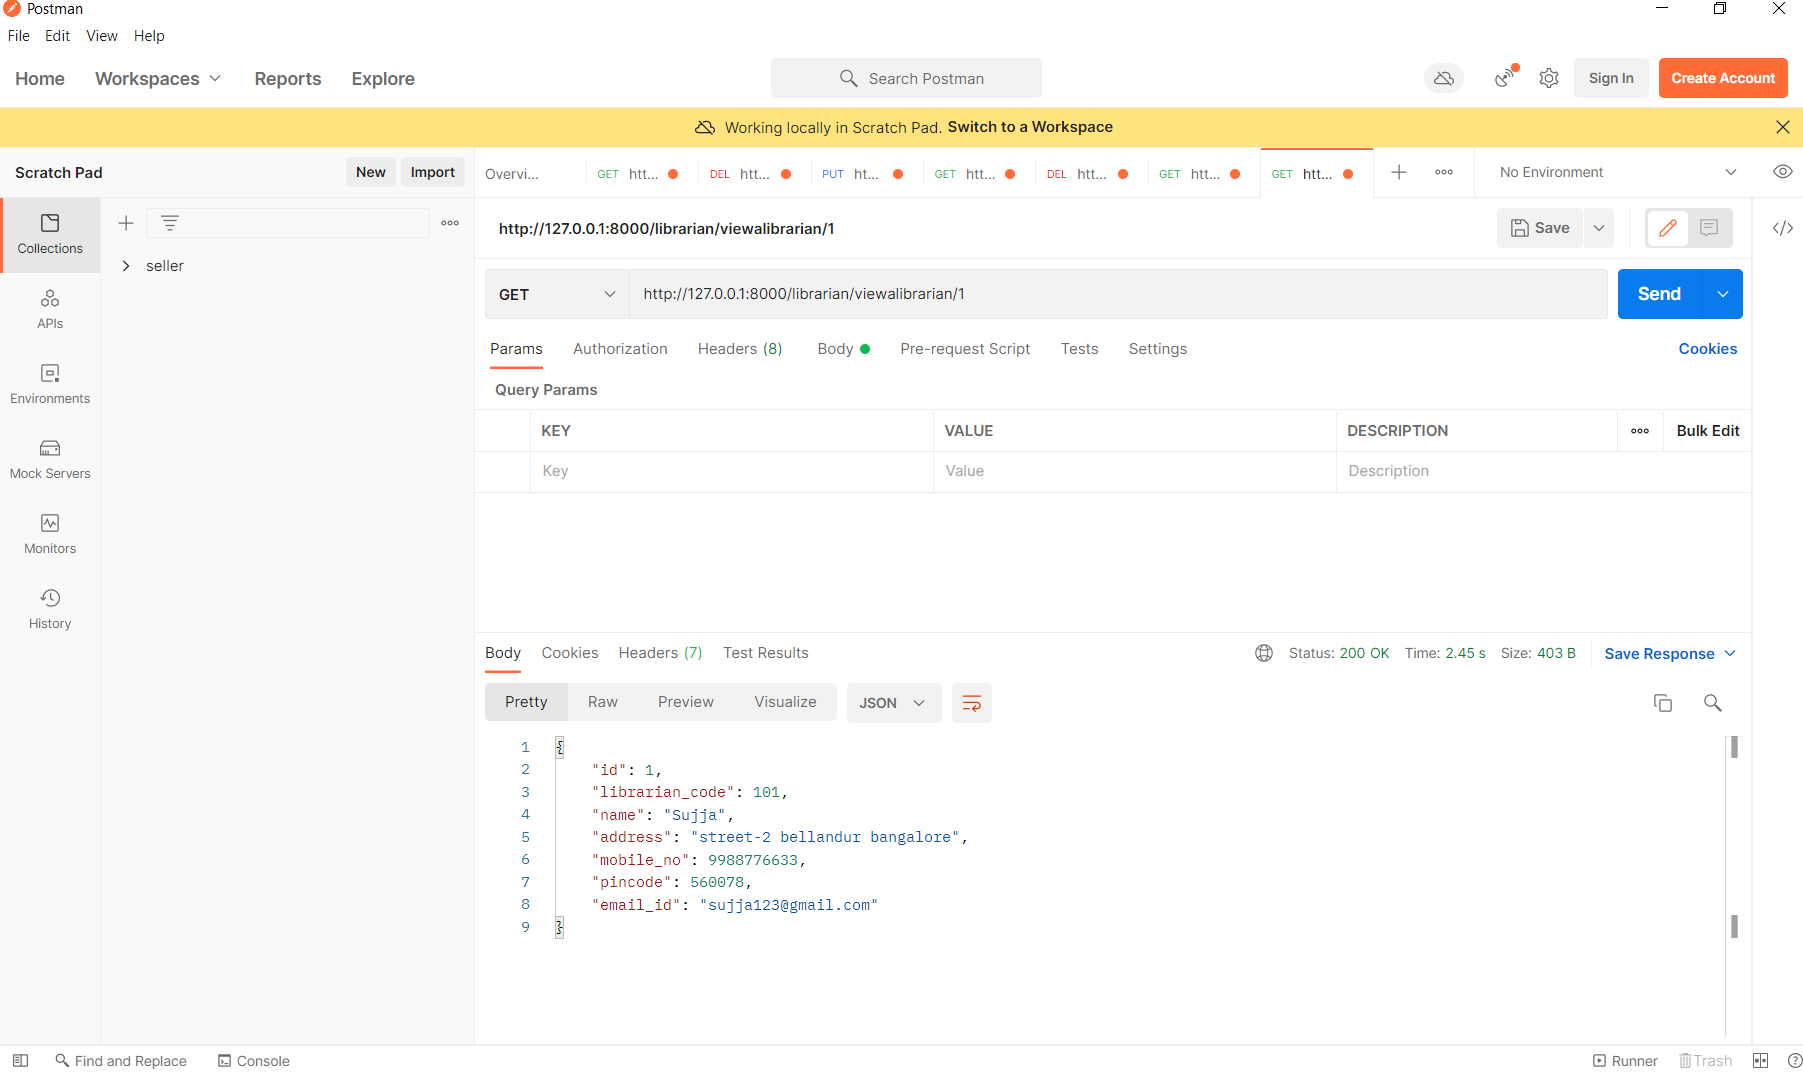 Postman
File Edit View Help
Home Workspaces Reports Explore Search Postman Sign In Create Account
Working locally in Scratch Pad. Switch to a Workspace
Scratch Pad New Import Overvi... GET htt... DEL htt... PUT ht... GET htt... DEL htt... GET htt... GET htt... No Environment
Collections
seller
APIs
Environments
Mock Servers
Monitors
History
http://127.0.0.1:8000/librarian/viewalibrarian/1 Save
GET http://127.0.0.1:8000/librarian/viewalibrarian/1 Send
Params Authorization Headers (8) Body Pre-request Script Tests Settings Cookies
Query Params
KEY VALUE DESCRIPTION Bulk Edit
Key Value Description
Body Cookies Headers (7) Test Results Status: 200 OK Time: 2.45 s Size: 403 B Save Response
Pretty Raw Preview Visualize JSON
1 {
2 "id": 1,
3 "librarian_code": 101,
4 "name": "Sujja",
5 "address": "street-2 bellandur bangalore",
6 "mobile_no": 9988776633,
7 "pincode": 560078,
8 "email_id": "sujja123@gmail.com"
9 }
Find and Replace Console Runner Trash